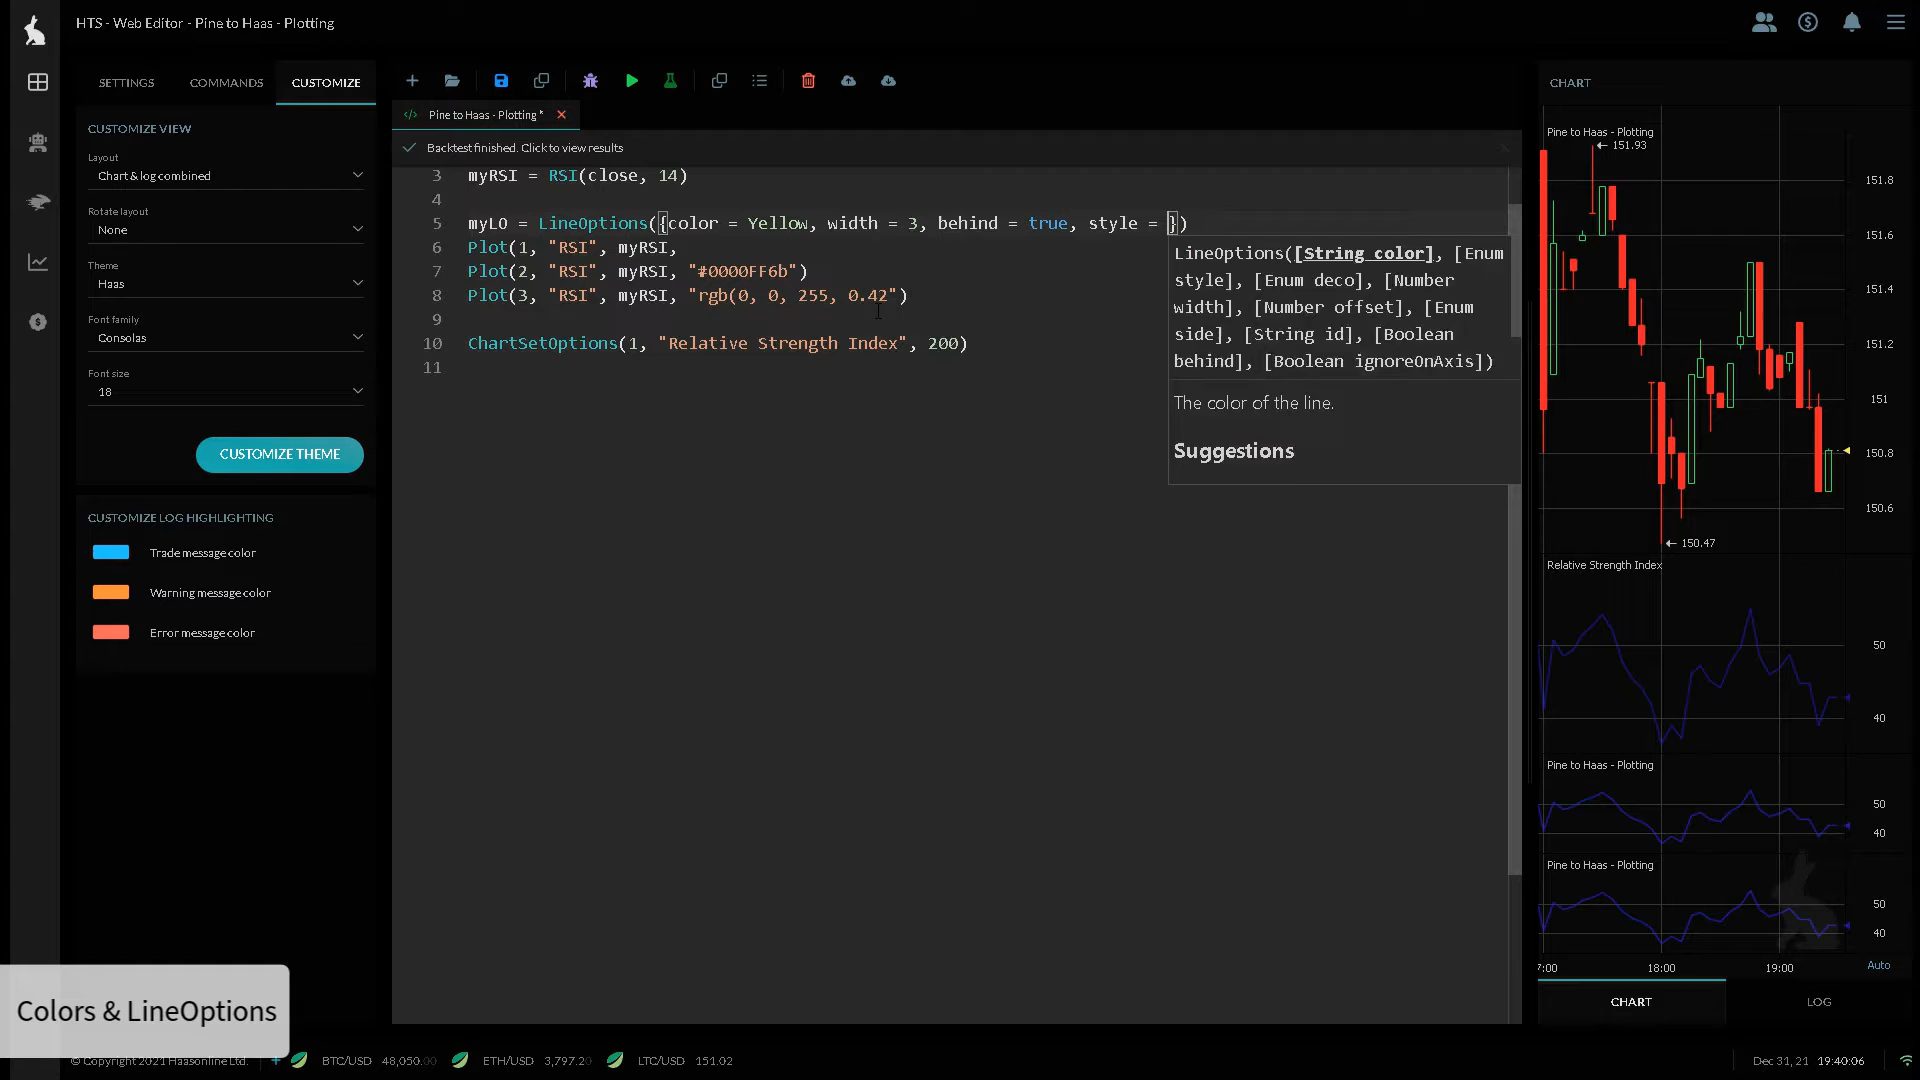 HTS - Web Editor - Pine to Haas - Plotting
SETTINGS COMMANDS CUSTOMIZE
CUSTOMIZE VIEW
Layout
Chart & log combined
Rotate layout
None
Theme
Haas
Font family
Consolas
Font size
18
CUSTOMIZE THEME
CUSTOMIZE LOG HIGHLIGHTING
Trade message color
Warning message color
Error message color
Pine to Haas - Plotting *
Backtest finished. Click to view results
3 myRSI = RSI(close, 14)
4
5 myLO = LineOptions({color = Yellow, width = 3, behind = true, style = })
6 Plot(1, "RSI", myRSI,
7 Plot(2, "RSI", myRSI, "#0000FF6b")
8 Plot(3, "RSI", myRSI, "rgb(0, 0, 255, 0.42")
9
10 ChartSetOptions(1, "Relative Strength Index", 200)
11
LineOptions([String color], [Enum
style], [Enum deco], [Number
width], [Number offset], [Enum
side], [String id], [Boolean
behind], [Boolean ignoreOnAxis])
The color of the line.
Suggestions
CHART
Pine to Haas - Plotting
151.93
151.8
151.6
151.4
151.2
151
150.8
150.6
150.47
Relative Strength Index
50
40
Pine to Haas - Plotting
50
40
Pine to Haas - Plotting
50
40
7:00 18:00 19:00 Auto
CHART LOG
Colors & LineOptions
© Copyright 2021 Haasonline Ltd. + BTC/USD 48,050.00 ETH/USD 3,797.20 LTC/USD 151.02 Dec 31, 21 19:40:06